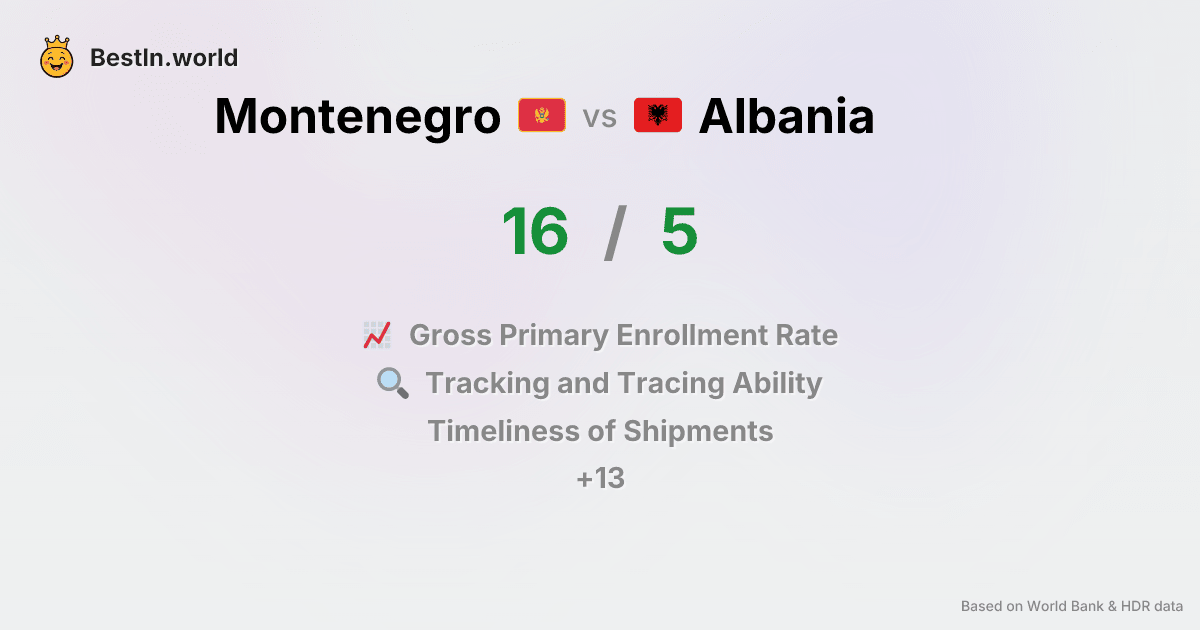 BestIn.world
Montenegro vs Albania
16 / 5
Gross Primary Enrollment Rate
Tracking and Tracing Ability
Timeliness of Shipments
+13
Based on World Bank & HDR data